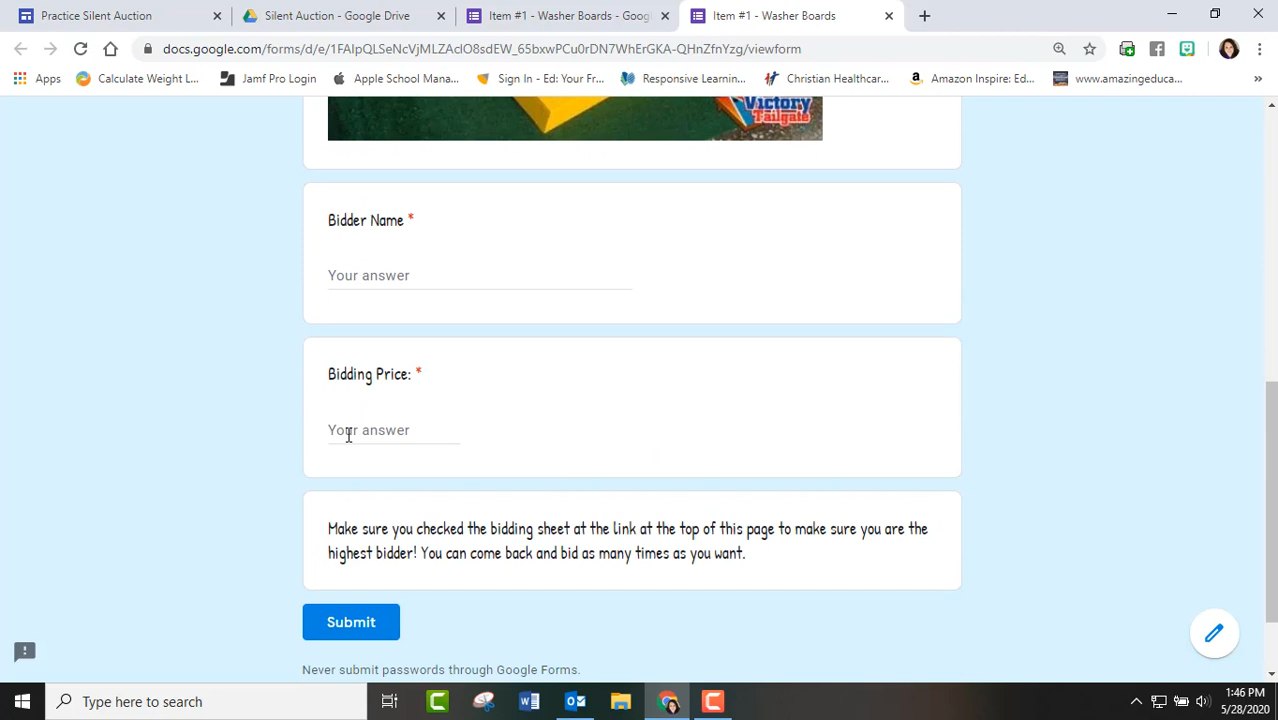 Practice Silent Auction
Silent Auction - Google Drive
Item #1 - Washer Boards - Goog
Item #1 - Washer Boards
docs.google.com/forms/d/e/1FAIpQLSeNcVjMLZAclO8sdEW_65bxwPCu0rDN7WhErGKA-QHnZfnYzg/viewform
Apps
Calculate Weight L...
Jamf Pro Login
Apple School Mana...
Sign In - Ed: Your Fr...
Responsive Learnin...
Christian Healthcar...
Amazon Inspire: Ed...
www.amazingeduca...
»
Victory
Tailgate
Bidder Name *
Your answer
Bidding Price: *
Your answer
Make sure you checked the bidding sheet at the link at the top of this page to make sure you are the
highest bidder! You can come back and bid as many times as you want.
Submit
Never submit passwords through Google Forms.
Type here to search
1:46 PM
5/28/2020